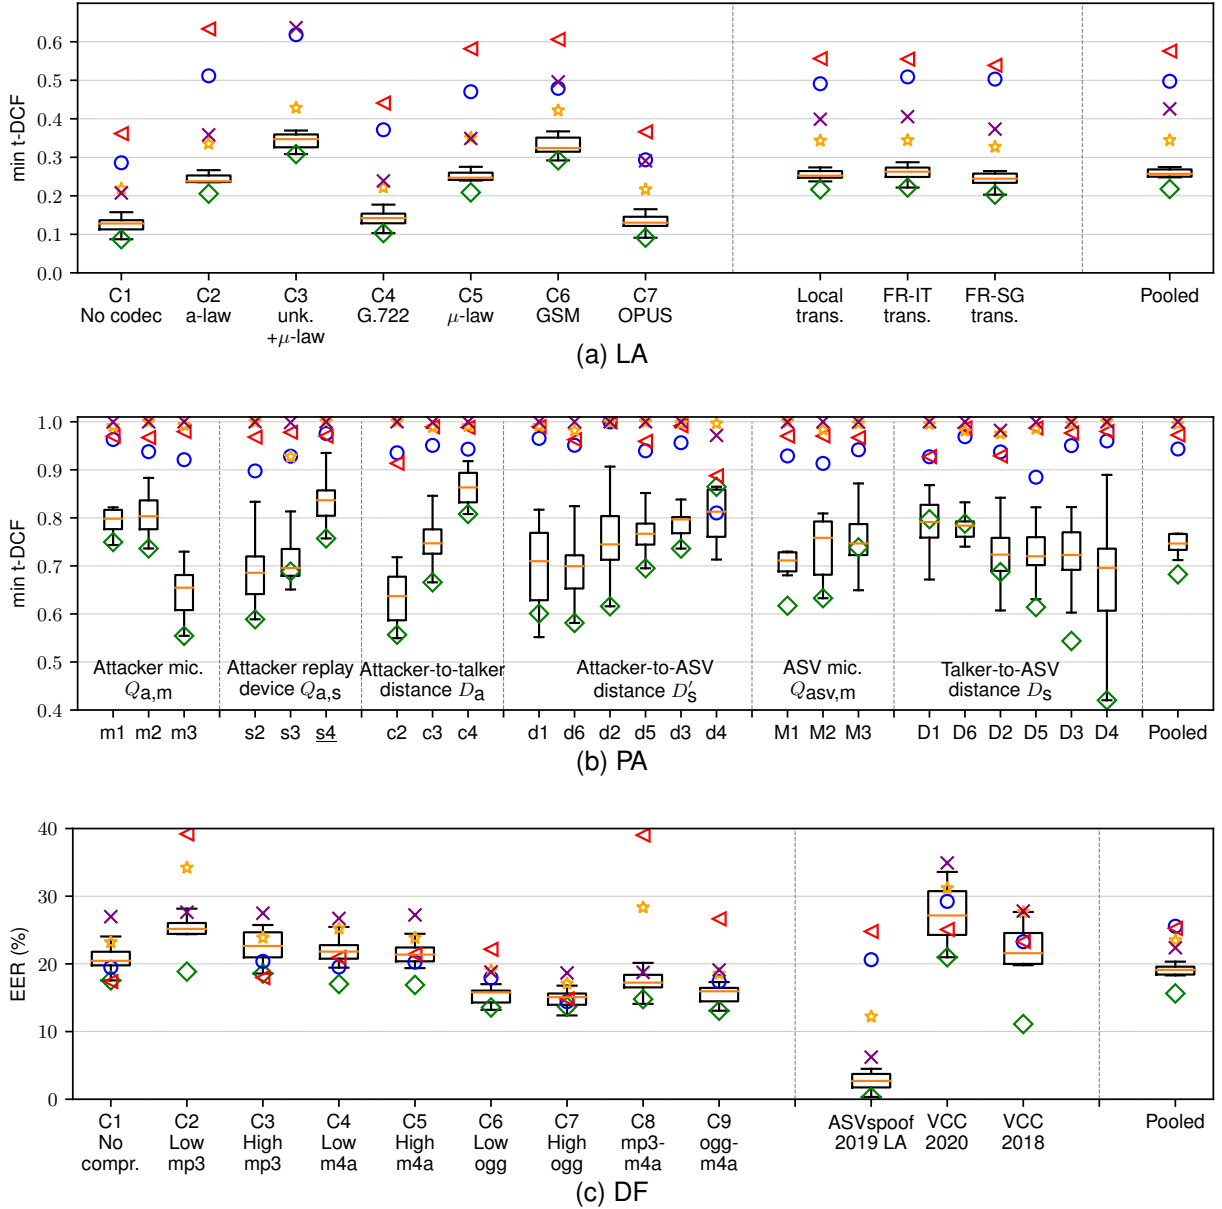 0.6
0.5
0.4
0.3
0.2
0.1
0.0
min t-DCF
C1 C2 C3 C4 C5 C6 C7 Local FR-IT FR-SG Pooled
No codec a-law unk. G.722 μ-law GSM OPUS trans. trans. trans.
+μ-law
(a) LA
1.0
0.9
0.8
0.7
0.6
0.5
0.4
min t-DCF
Attacker mic. Attacker replay Attacker-to-talker Attacker-to-ASV ASV mic. Talker-to-ASV
Qa,m device Qa,s distance Da distance D's Qasv,m distance Ds
m1 m2 m3 s2 s3 s4 c2 c3 c4 d1 d6 d2 d5 d3 d4 M1 M2 M3 D1 D6 D2 D5 D3 D4 Pooled
(b) PA
40
30
20
10
0
EER (%)
C1 C2 C3 C4 C5 C6 C7 C8 C9 ASVspoof VCC VCC Pooled
No Low High Low High Low High mp3- ogg- 2019 LA 2020 2018
compr. mp3 mp3 m4a m4a ogg ogg m4a m4a
(c) DF